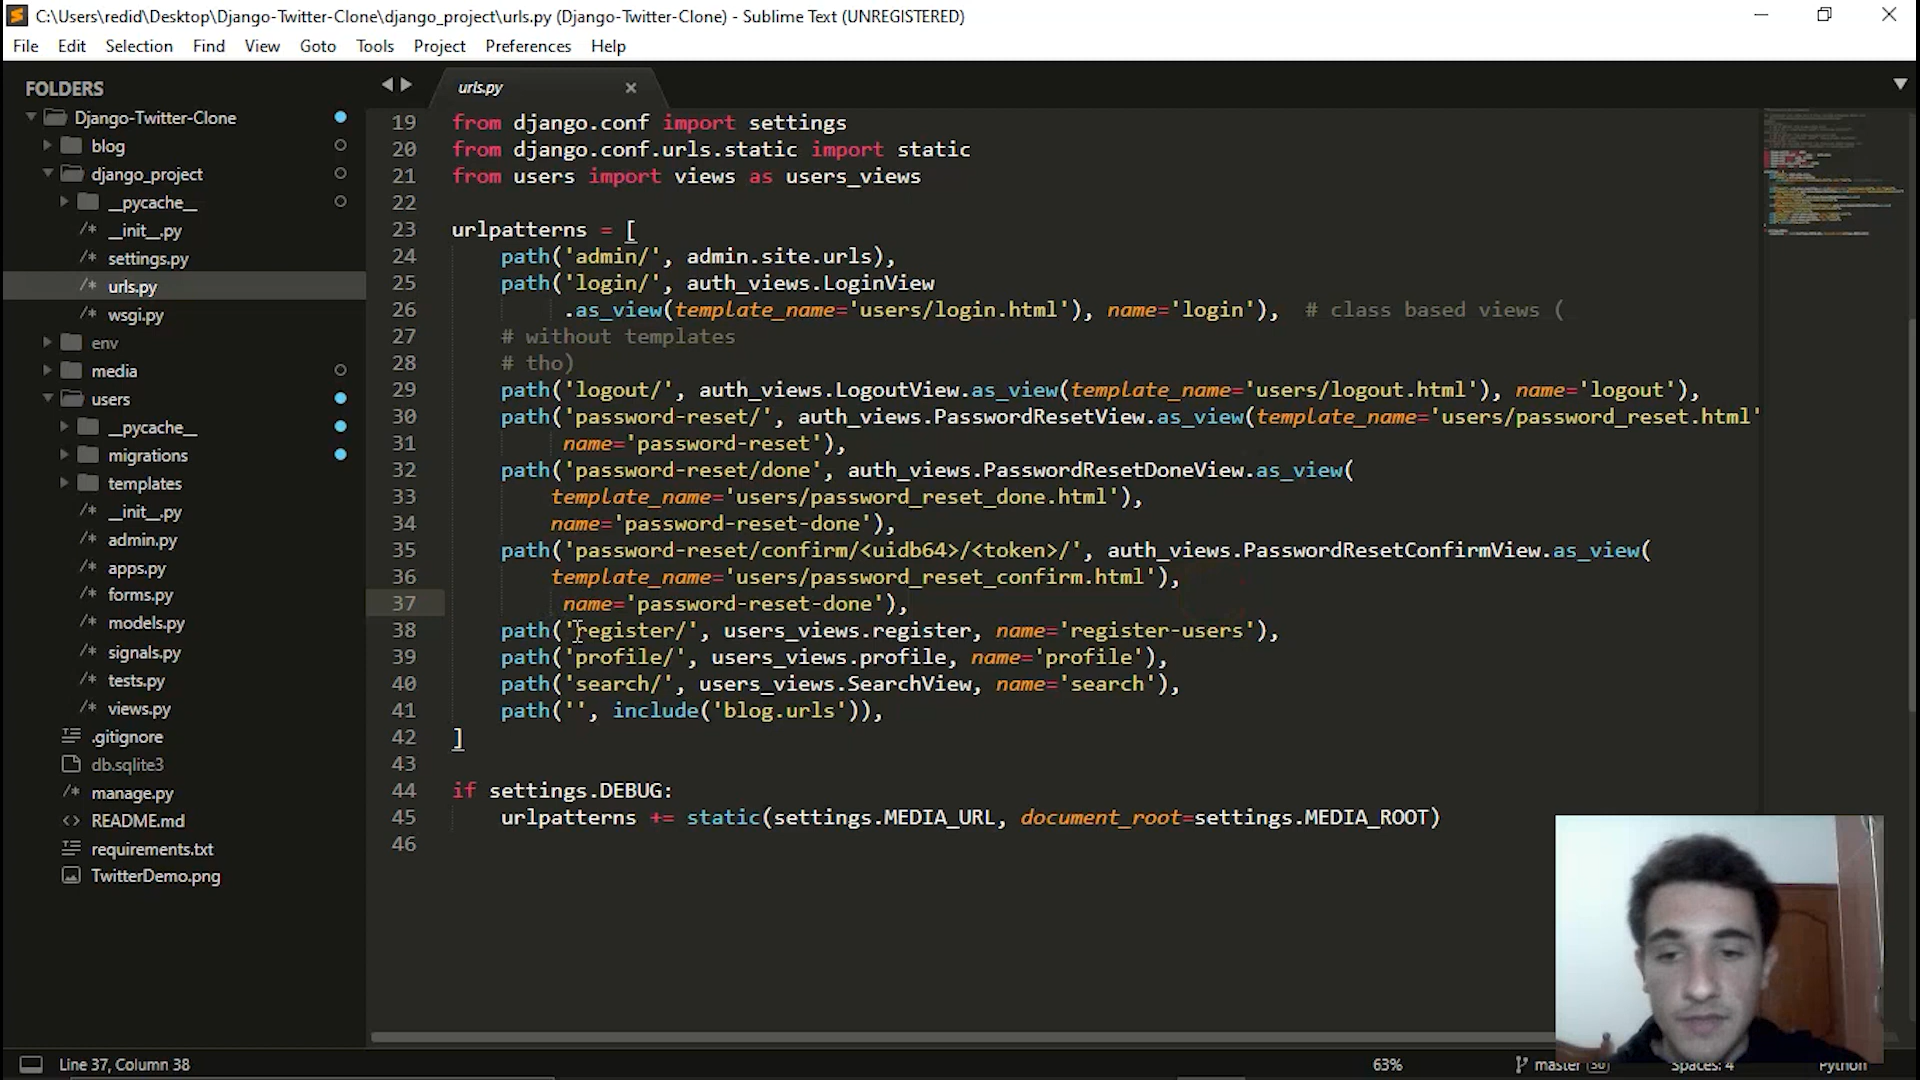 C:\Users\redid\Desktop\Django-Twitter-Clone\django_project\urls.py (Django-Twitter-Clone) - Sublime Text (UNREGISTERED)
File Edit Selection Find View Goto Tools Project Preferences Help
FOLDERS
Django-Twitter-Clone
blog
django_project
__pycache__
/* __init__.py
/* settings.py
/* urls.py
/* wsgi.py
env
media
users
__pycache__
migrations
templates
/* __init__.py
/* admin.py
/* apps.py
/* forms.py
/* models.py
/* signals.py
/* tests.py
/* views.py
.gitignore
db.sqlite3
/* manage.py
<> README.md
requirements.txt
TwitterDemo.png
urls.py
19 from django.conf import settings
20 from django.conf.urls.static import static
21 from users import views as users_views
22
23 urlpatterns = [
24 path('admin/', admin.site.urls),
25 path('login/', auth_views.LoginView
26 .as_view(template_name='users/login.html'), name='login'), # class based views (
27 # without templates
28 # tho)
29 path('logout/', auth_views.LogoutView.as_view(template_name='users/logout.html'), name='logout'),
30 path('password-reset/', auth_views.PasswordResetView.as_view(template_name='users/password_reset.html'
31 name='password-reset'),
32 path('password-reset/done', auth_views.PasswordResetDoneView.as_view(
33 template_name='users/password_reset_done.html'),
34 name='password-reset-done'),
35 path('password-reset/confirm/<uidb64>/<token>/', auth_views.PasswordResetConfirmView.as_view(
36 template_name='users/password_reset_confirm.html'),
37 name='password-reset-done'),
38 path('register/', users_views.register, name='register-users'),
39 path('profile/', users_views.profile, name='profile'),
40 path('search/', users_views.SearchView, name='search'),
41 path('', include('blog.urls')),
42 ]
43
44 if settings.DEBUG:
45 urlpatterns += static(settings.MEDIA_URL, document_root=settings.MEDIA_ROOT)
46
Line 37, Column 38
63%
master
Spaces: 4
Python